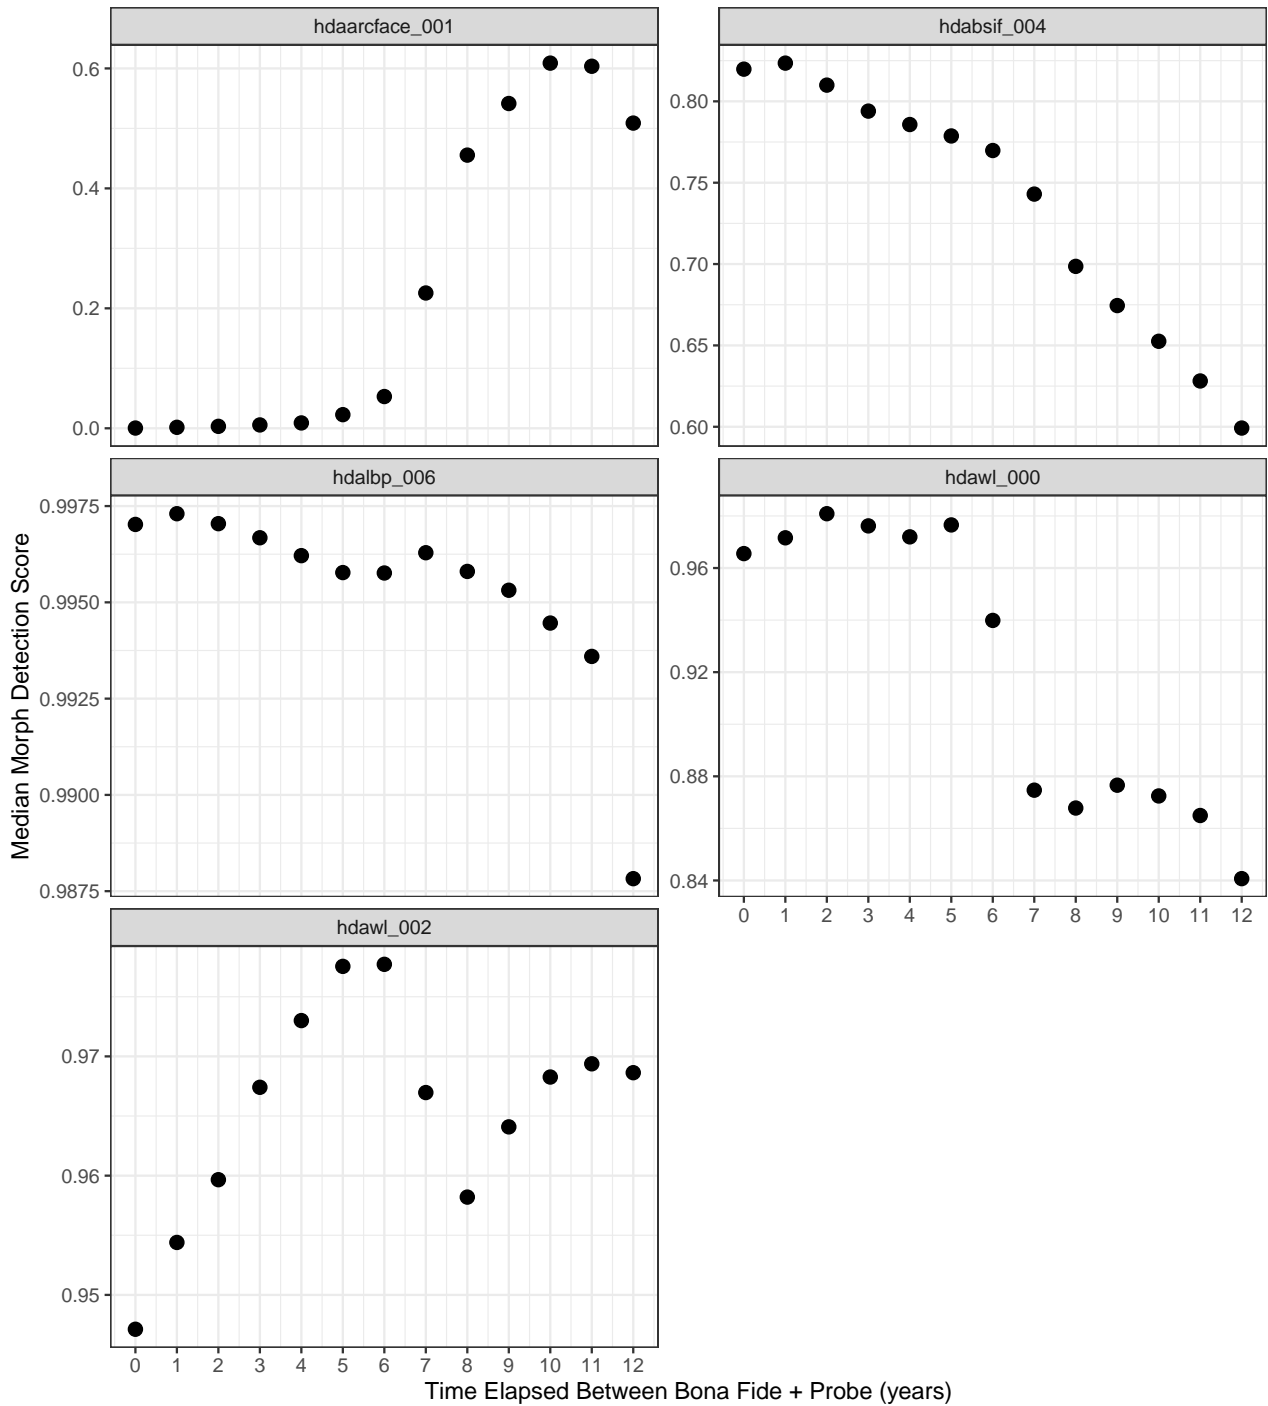 hdaarcface_001
0.6
0.4
0.2
0.0
hdabsif_004
0.80
0.75
0.70
0.65
0.60
hdalbp_006
0.9975
0.9950
0.9925
0.9900
0.9875
hdawl_000
0.96
0.92
0.88
0.84
0 1 2 3 4 5 6 7 8 9 10 11 12
hdawl_002
0.97
0.96
0.95
0 1 2 3 4 5 6 7 8 9 10 11 12
Median Morph Detection Score
Time Elapsed Between Bona Fide + Probe (years)